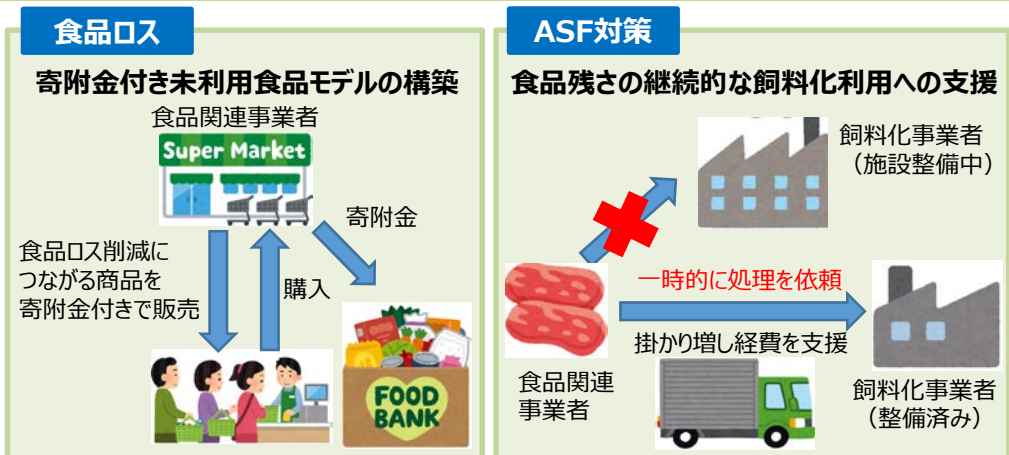 食品ロス
寄附金付き未利用食品モデルの構築
食品関連事業者
Super Market
寄附金
食品ロス削減に
つながる商品を
寄附金付きで販売
購入
FOOD
BANK
ASF対策
食品残さの継続的な飼料化利用への支援
飼料化事業者
（施設整備中）
一時的に処理を依頼
掛かり増し経費を支援
食品関連
事業者
飼料化事業者
（整備済み）